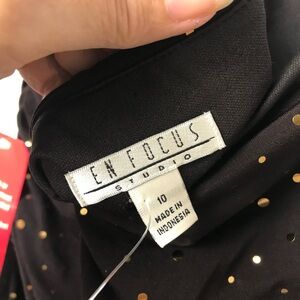 EN FOCUS
STUDIO
10
MADE IN
INDONESIA